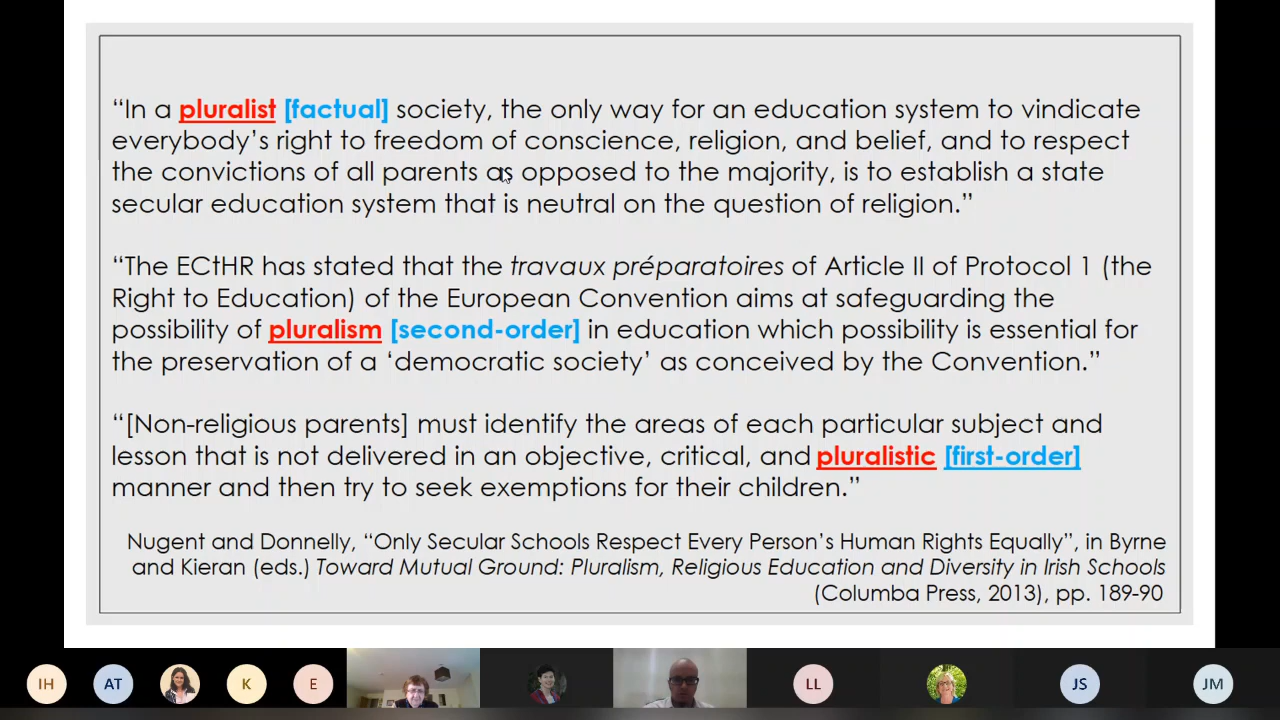 “In a pluralist [factual] society, the only way for an education system to vindicate
everybody’s right to freedom of conscience, religion, and belief, and to respect
the convictions of all parents as opposed to the majority, is to establish a state
secular education system that is neutral on the question of religion.”
“The ECtHR has stated that the travaux préparatoires of Article II of Protocol 1 (the
Right to Education) of the European Convention aims at safeguarding the
possibility of pluralism [second-order] in education which possibility is essential for
the preservation of a ‘democratic society’ as conceived by the Convention.”
“[Non-religious parents] must identify the areas of each particular subject and
lesson that is not delivered in an objective, critical, and pluralistic [first-order]
manner and then try to seek exemptions for their children.”
Nugent and Donnelly, “Only Secular Schools Respect Every Person’s Human Rights Equally”, in Byrne
and Kieran (eds.) Toward Mutual Ground: Pluralism, Religious Education and Diversity in Irish Schools
(Columba Press, 2013), pp. 189-90
IH AT K E LL JS JM